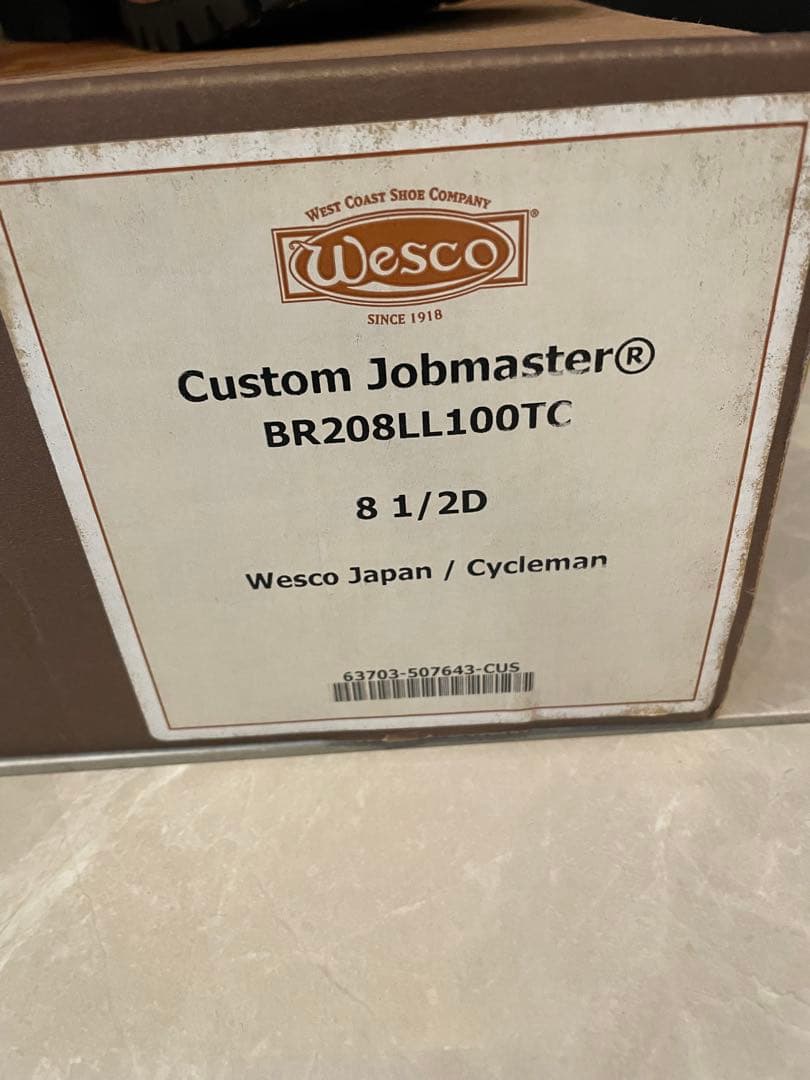 WEST COAST SHOE COMPANY
Wesco®
SINCE 1918
Custom Jobmaster®
BR208LL100TC
8 1/2D
Wesco Japan / Cycleman
63703-507643-CUS